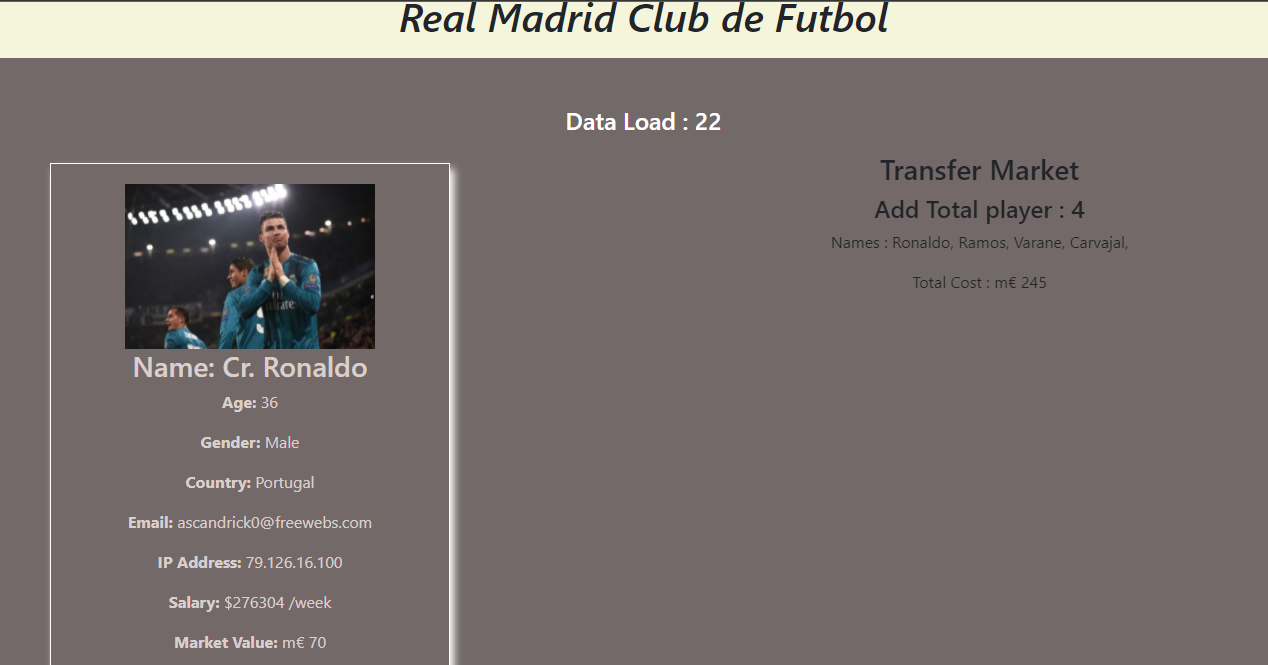 Real Madrid Club de Futbol
Data Load : 22
Name: Cr. Ronaldo
Age: 36
Gender: Male
Country: Portugal
Email: ascandrick0@freewebs.com
IP Address: 79.126.16.100
Salary: $276304 /week
Market Value: m€ 70
Transfer Market
Add Total player : 4
Names : Ronaldo, Ramos, Varane, Carvajal,
Total Cost : m€ 245